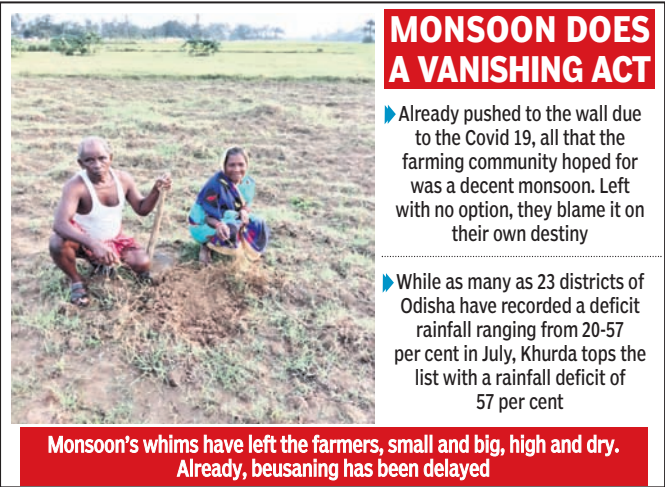 MONSOON DOES
A VANISHING ACT
Already pushed to the wall due
to the Covid 19, all that the
farming community hoped for
was a decent monsoon. Left
with no option, they blame it on
their own destiny
While as many as 23 districts of
Odisha have recorded a deficit
rainfall ranging from 20-57
per cent in July, Khurda tops the
list with a rainfall deficit of
57 per cent
Monsoon's whims have left the farmers, small and big, high and dry.
Already, beusaning has been delayed